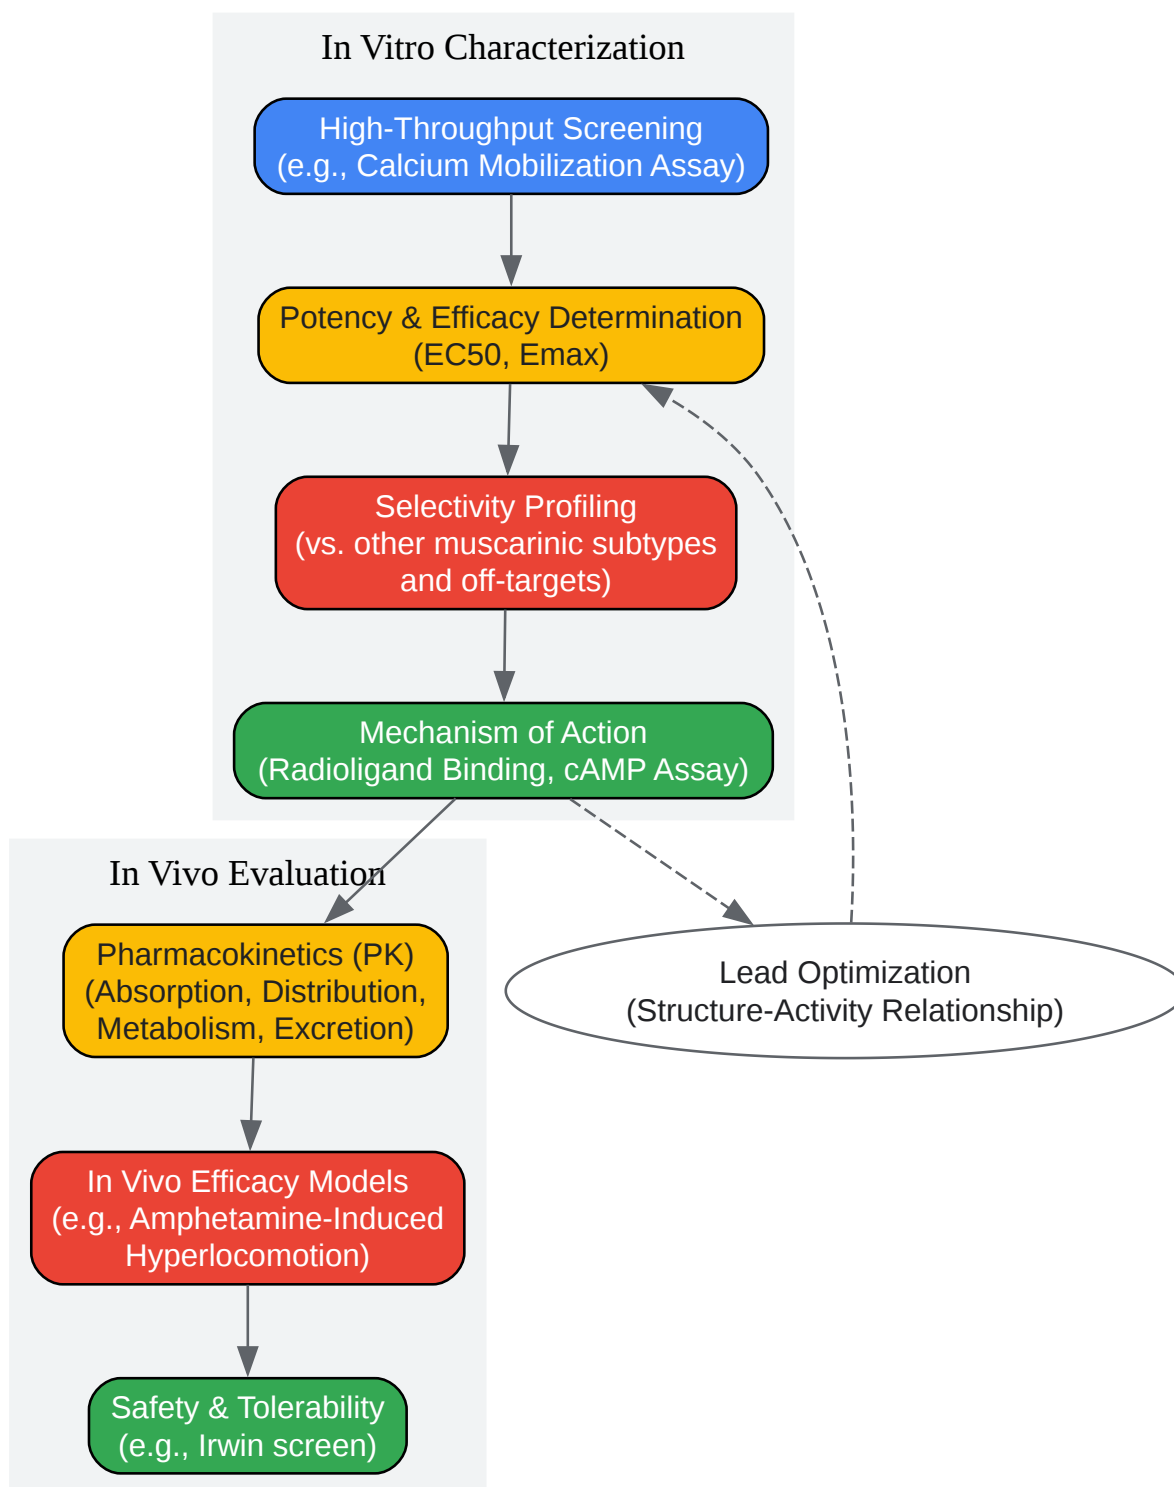 In Vitro Characterization
High-Throughput Screening
(e.g., Calcium Mobilization Assay)
Potency & Efficacy Determination
(EC50, Emax)
Selectivity Profiling
(vs. other muscarinic subtypes
and off-targets)
Mechanism of Action
(Radioligand Binding, cAMP Assay)
In Vivo Evaluation
Pharmacokinetics (PK)
(Absorption, Distribution,
Metabolism, Excretion)
Lead Optimization
(Structure-Activity Relationship)
In Vivo Efficacy Models
(e.g., Amphetamine-Induced
Hyperlocomotion)
Safety & Tolerability
(e.g., Irwin screen)